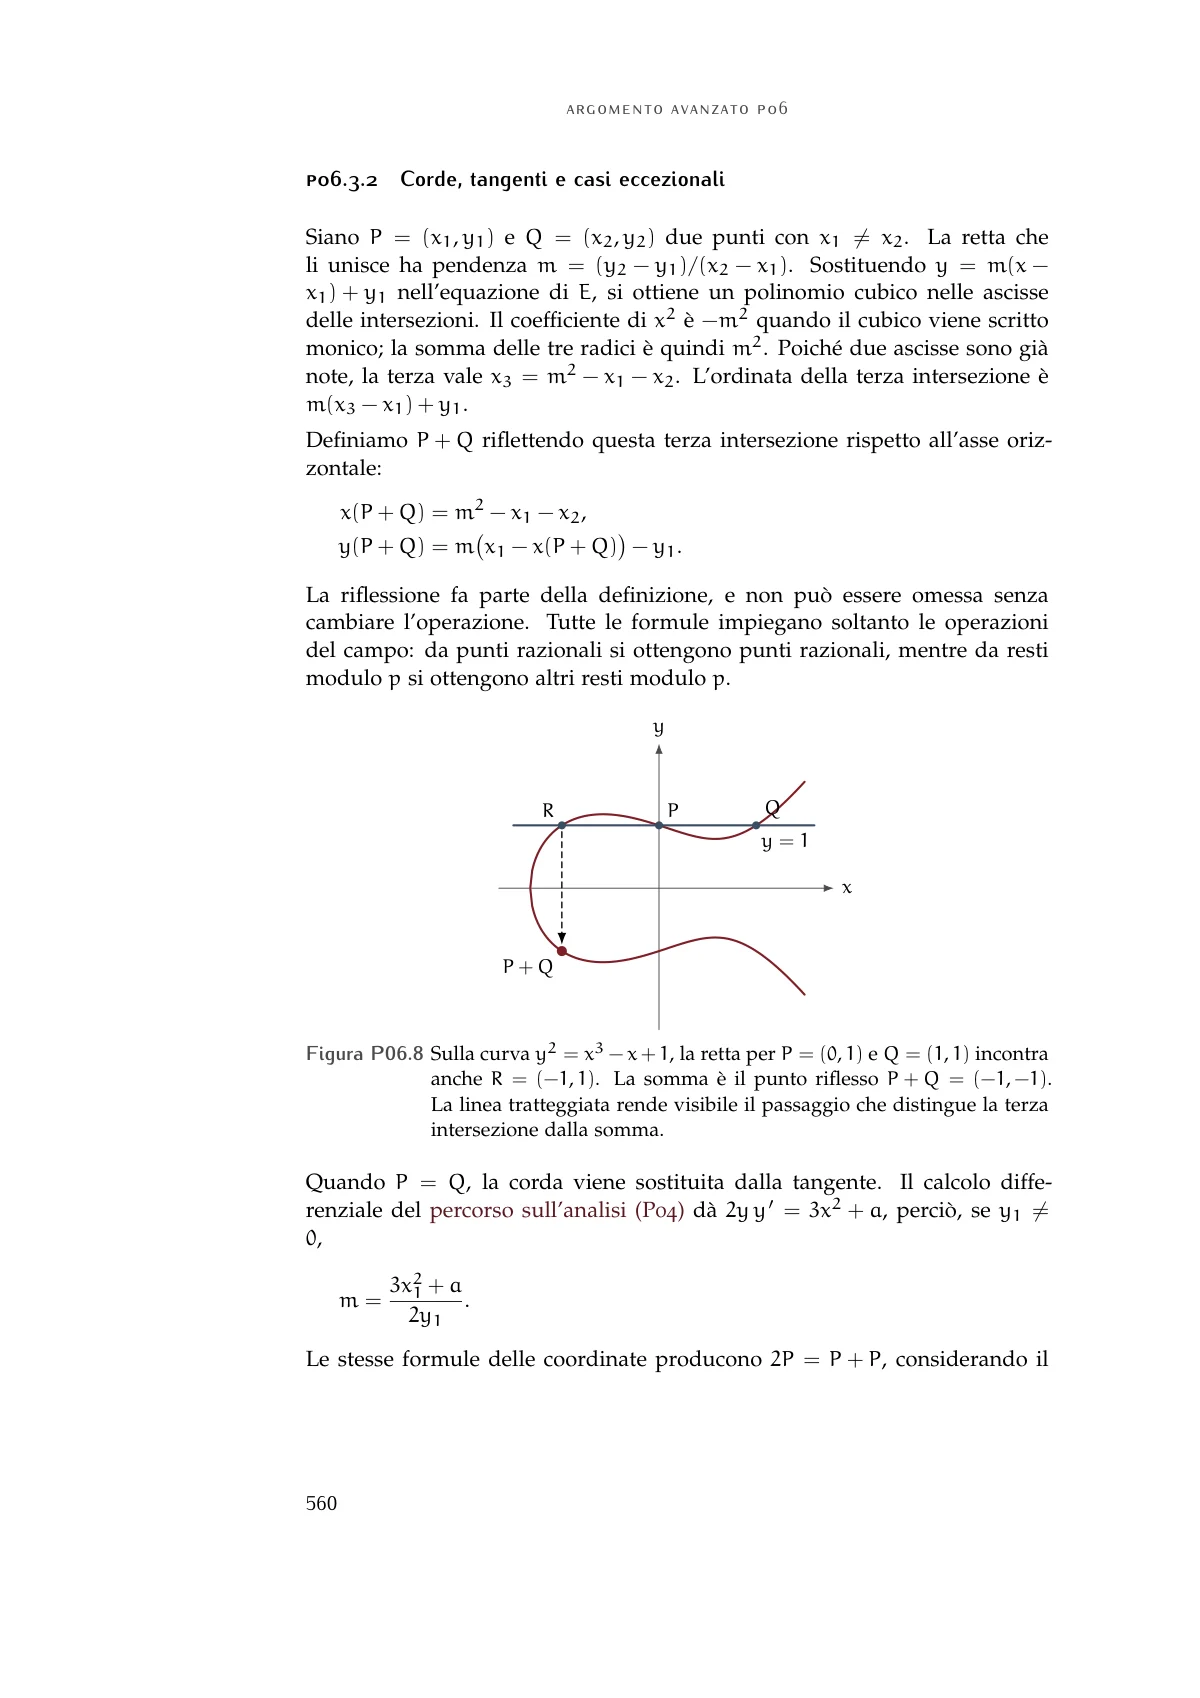 ARGOMENTO AVANZATO P06
P06.3.2 Corde, tangenti e casi eccezionali
Siano P = (x₁, y₁) e Q = (x₂, y₂) due punti con x₁ ≠ x₂. La retta che
li unisce ha pendenza m = (y₂ − y₁)/(x₂ − x₁). Sostituendo y = m(x −
x₁) + y₁ nell'equazione di E, si ottiene un polinomio cubico nelle ascisse
delle intersezioni. Il coefficiente di x² è −m² quando il cubico viene scritto
monico; la somma delle tre radici è quindi m². Poiché due ascisse sono già
note, la terza vale x₃ = m² − x₁ − x₂. L'ordinata della terza intersezione è
m(x₃ − x₁) + y₁.
Definiamo P + Q riflettendo questa terza intersezione rispetto all'asse oriz-
zontale:
x(P + Q) = m² − x₁ − x₂,
y(P + Q) = m(x₁ − x(P + Q)) − y₁.
La riflessione fa parte della definizione, e non può essere omessa senza
cambiare l'operazione. Tutte le formule impiegano soltanto le operazioni
del campo: da punti razionali si ottengono punti razionali, mentre da resti
modulo p si ottengono altri resti modulo p.
y
R
P
Q
y = 1
x
P + Q
Figura P06.8 Sulla curva y² = x³ − x + 1, la retta per P = (0, 1) e Q = (1, 1) incontra
anche R = (−1, 1). La somma è il punto riflesso P + Q = (−1, −1).
La linea tratteggiata rende visibile il passaggio che distingue la terza
intersezione dalla somma.
Quando P = Q, la corda viene sostituita dalla tangente. Il calcolo diffe-
renziale del percorso sull'analisi (P04) dà 2y y′ = 3x² + a, perciò, se y₁ ≠
0,
m = (3x₁² + a)/(2y₁).
Le stesse formule delle coordinate producono 2P = P + P, considerando il
560